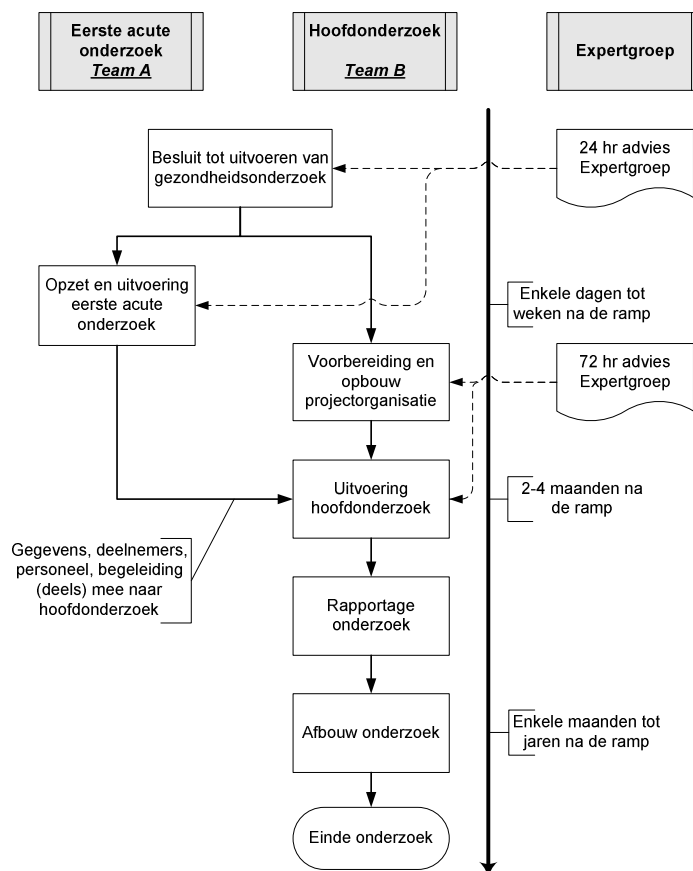 Eerste acute
onderzoek
Team A
Hoofdonderzoek
Team B
Expertgroep
Besluit tot uitvoeren van
gezondheidsonderzoek
24 hr advies
Expertgroep
Opzet en uitvoering
eerste acute
onderzoek
Enkele dagen tot
weken na de ramp
Voorbereiding en
opbouw
projectorganisatie
72 hr advies
Expertgroep
Uitvoering
hoofdonderzoek
2-4 maanden na
de ramp
Gegevens, deelnemers,
personeel, begeleiding
(deels) mee naar
hoofdonderzoek
Rapportage
onderzoek
Afbouw onderzoek
Enkele maanden tot
jaren na de ramp
Einde onderzoek